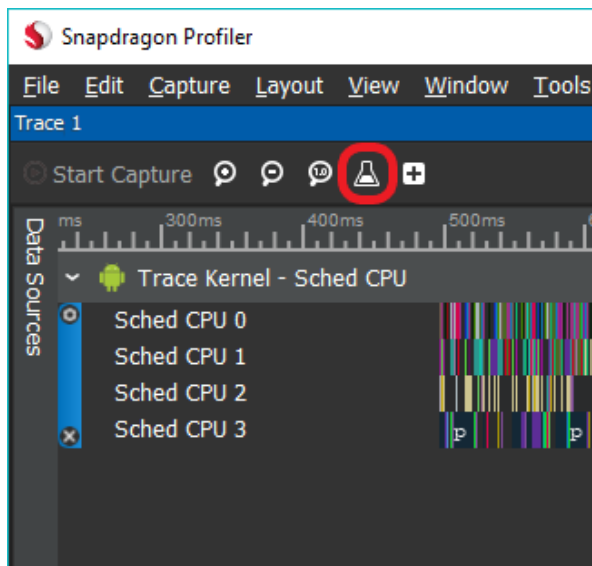 Snapdragon Profiler
File Edit Capture Layout View Window Tools
Trace 1
Start Capture 1.0
ms 300ms 400ms 500ms
Data Sources
Trace Kernel - Sched CPU
Sched CPU 0
Sched CPU 1
Sched CPU 2
Sched CPU 3 p p